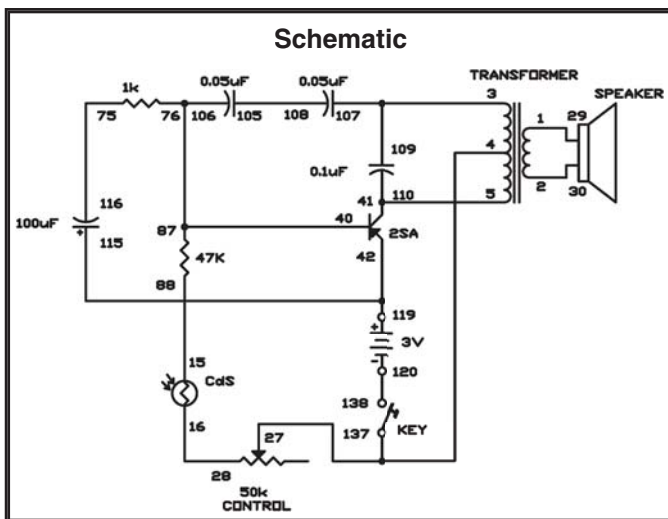 Schematic
0.05uF 0.05uF TRANSFORMER
1k 3 SPEAKER
75 76 106 105 108 107 1 29
109 4
0.1uF 2 30
116 41 110 5
100uF 40
+ 115 87 2SA
47K 42
88 119
+
3V
15 -
CdS 120
138
16 27 137 KEY
28
50k
CONTROL